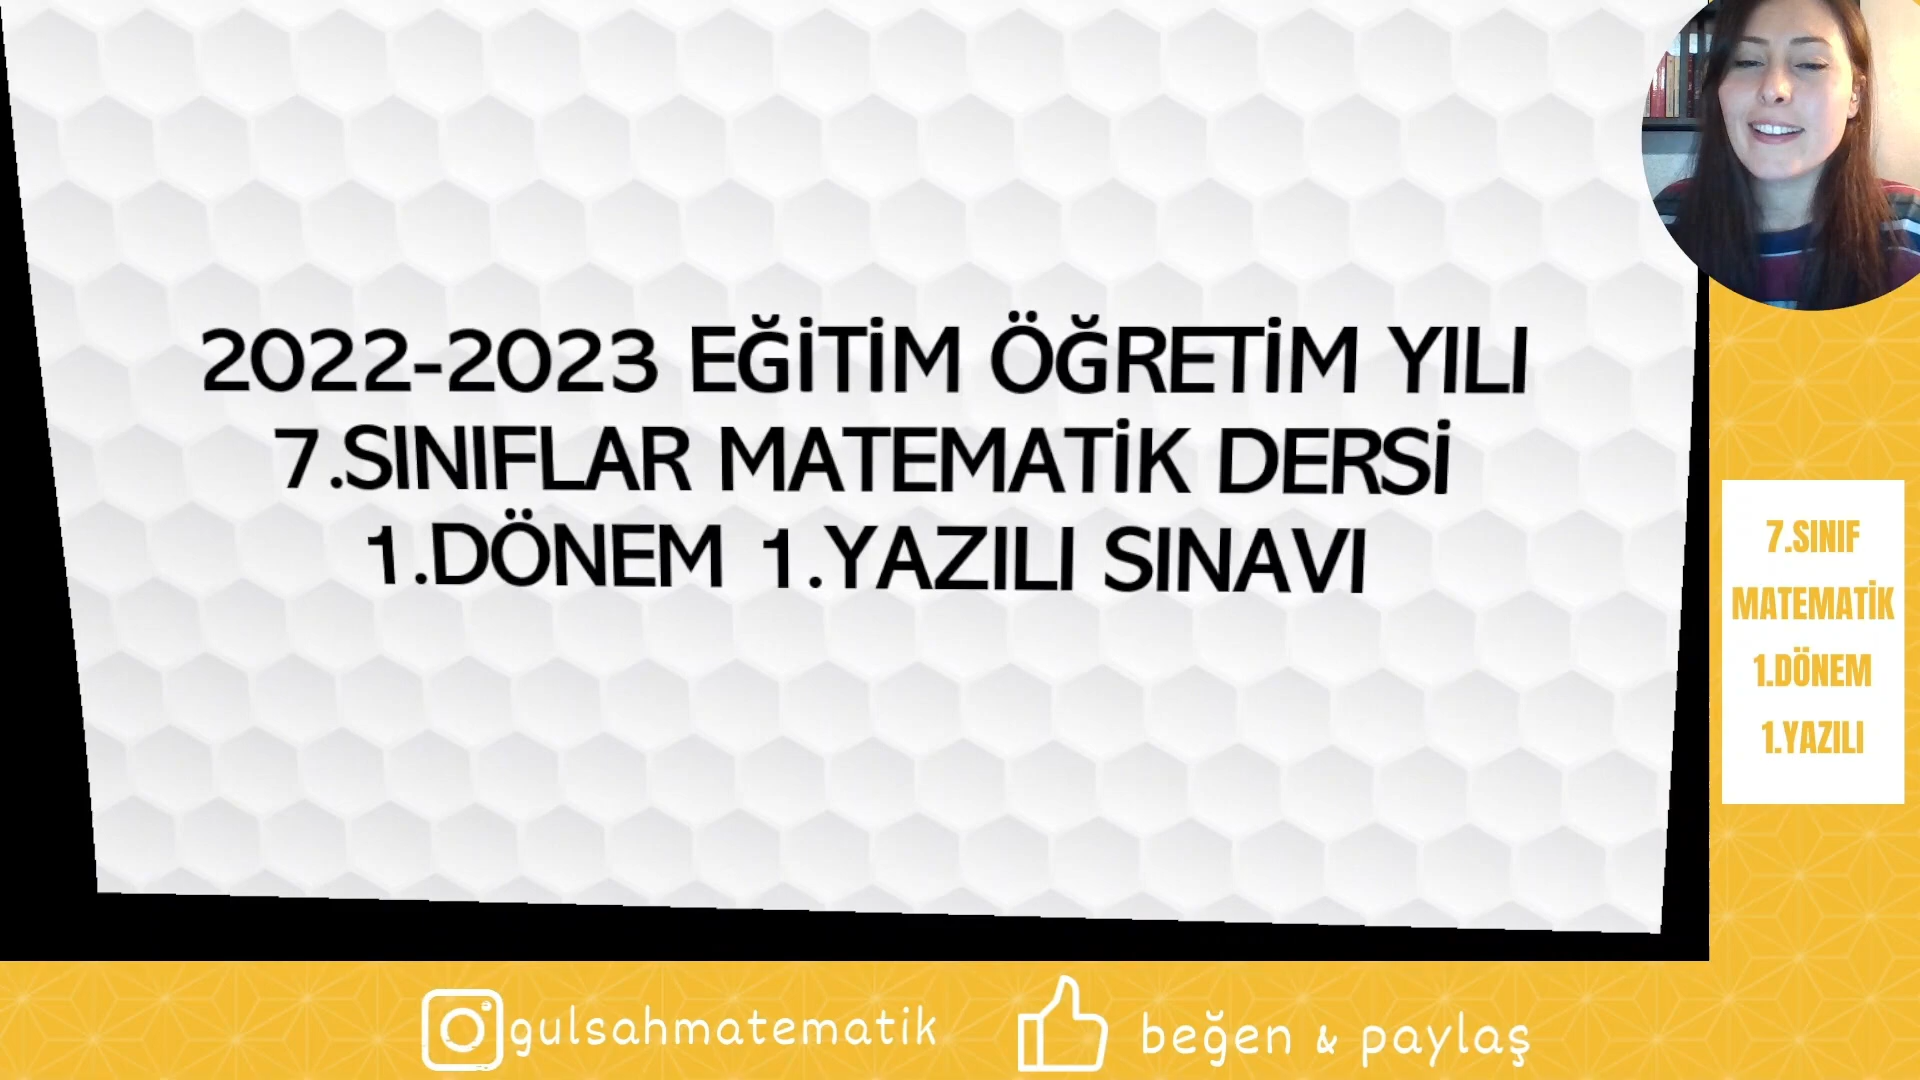 2022-2023 EĞİTİM ÖĞRETİM YILI
7.SINIFLAR MATEMATİK DERSİ
1.DÖNEM 1.YAZILI SINAVI
7.SINIF
MATEMATİK
1.DÖNEM
1.YAZILI
gulsahmatematik
beğen & paylaş